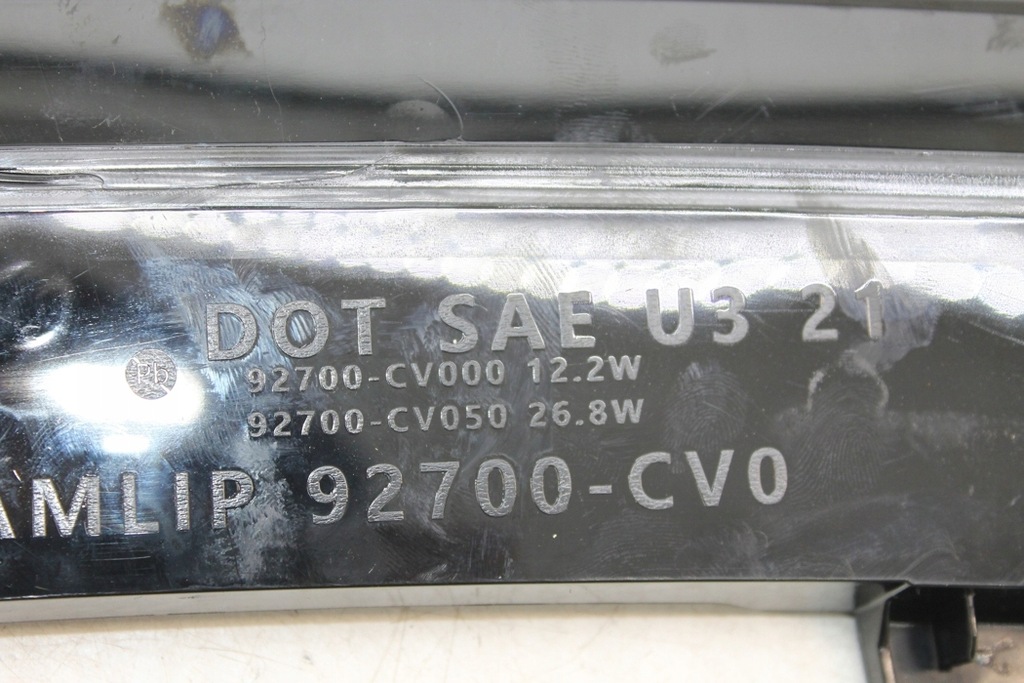 DOT SAE U3 21
92700-CV000 12.2W
92700-CV050 26.8W
AMLIP 92700-CV0